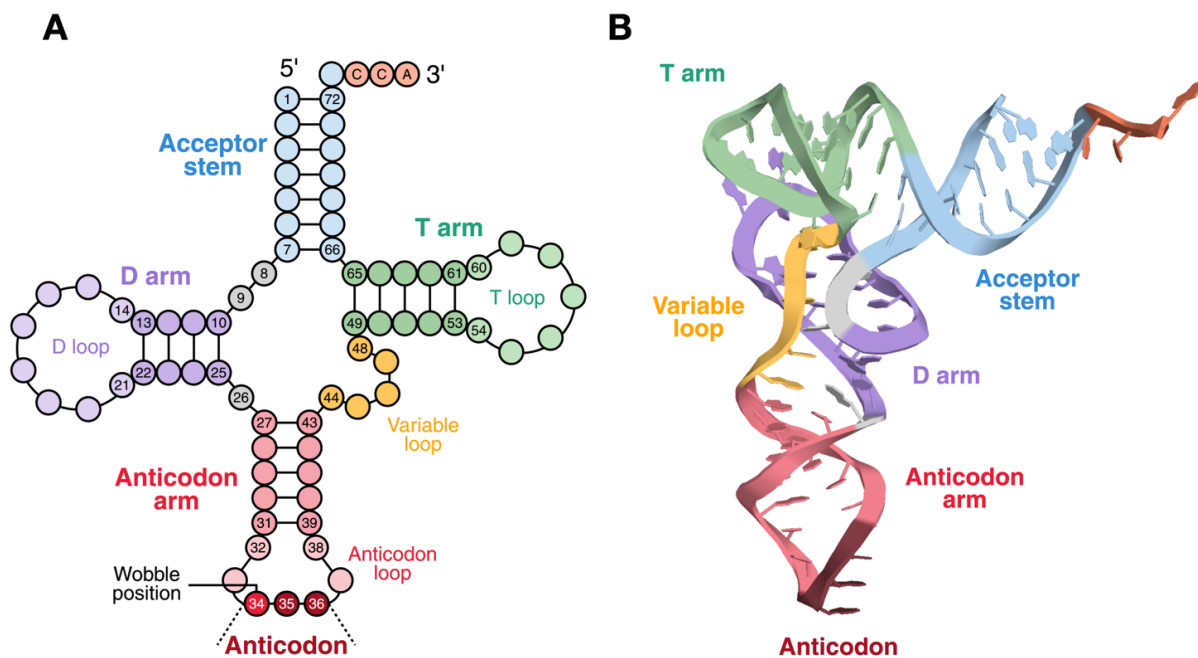 A
5'
C C A
3'
1
72
Acceptor
stem
7
66
T arm
D arm
8
9
65
61
60
14
13
10
T loop
D loop
49
53
54
22
25
21
48
26
44
27
43
Variable
loop
Anticodon
arm
31
39
32
38
Anticodon
loop
Wobble
position
34
35
36
Anticodon
B
T arm
Variable
loop
Acceptor
stem
D arm
Anticodon
arm
Anticodon